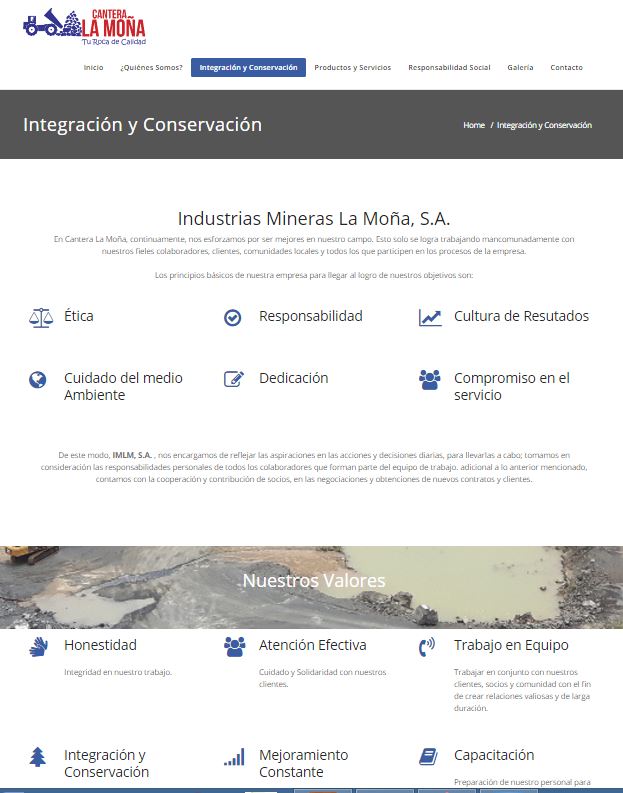 CANTERA
LA MOÑA
Tu Roca de Calidad
Inicio ¿Quiénes Somos? Integración y Conservación Productos y Servicios Responsabilidad Social Galería Contacto
Integración y Conservación
Home / Integración y Conservación
Industrias Mineras La Moña, S.A.
En Cantera La Moña, continuamente, nos esforzamos por ser mejores en nuestro campo. Esto solo se logra trabajando mancomunadamente con
nuestros fieles colaboradores, clientes, comunidades locales y todos los que participen en los procesos de la empresa.
Los principios básicos de nuestra empresa para llegar al logro de nuestros objetivos son:
Ética
Responsabilidad
Cultura de Resutados
Cuidado del medio
Ambiente
Dedicación
Compromiso en el
servicio
De este modo, IMLM, S.A. , nos encargamos de reflejar las aspiraciones en las acciones y decisiones diarias, para llevarlas a cabo; tomamos en
consideración las responsabilidades personales de todos los colaboradores que forman parte del equipo de trabajo. adicional a lo anterior mencionado,
contamos con la cooperación y contribución de socios, en las negociaciones y obtenciones de nuevos contratos y clientes.
Nuestros Valores
Honestidad
Integridad en nuestro trabajo.
Atención Efectiva
Cuidado y Solidaridad con nuestros
clientes.
Trabajo en Equipo
Trabajar en conjunto con nuestros
clientes, socios y comunidad con el fin
de crear relaciones valiosas y de larga
duración.
Integración y
Conservación
Mejoramiento
Constante
Capacitación
Preparación de nuestro personal para